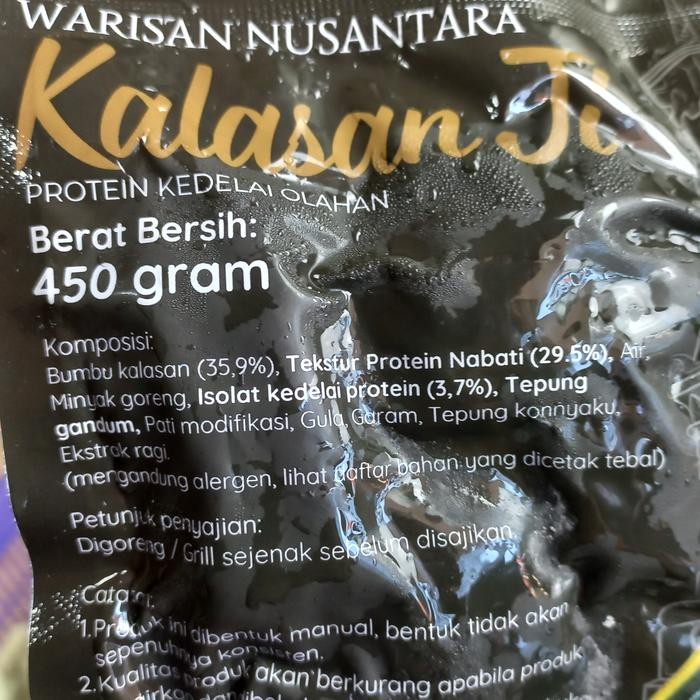 WARISAN NUSANTARA
Kalasan Ji
PROTEIN KEDELAI OLAHAN
Berat Bersih:
450 gram
Komposisi:
Bumbu kalasan (35,9%), Tekstur Protein Nabati (29.5%), Air,
Minyak goreng, Isolat kedelai protein (3,7%), Tepung
gandum, Pati modifikasi, Gula, Garam, Tepung konnyaku,
Ekstrak ragi.
(mengandung alergen, lihat daftar bahan yang dicetak tebal)
Petunjuk penyajian:
Digoreng / Grill sejenak sebelum disajikan.
1.Produk ini dibentuk manual, bentuk tidak akan
sepenuhnya konsisten.
2.Kualitas produk akan berkurang apabila produk